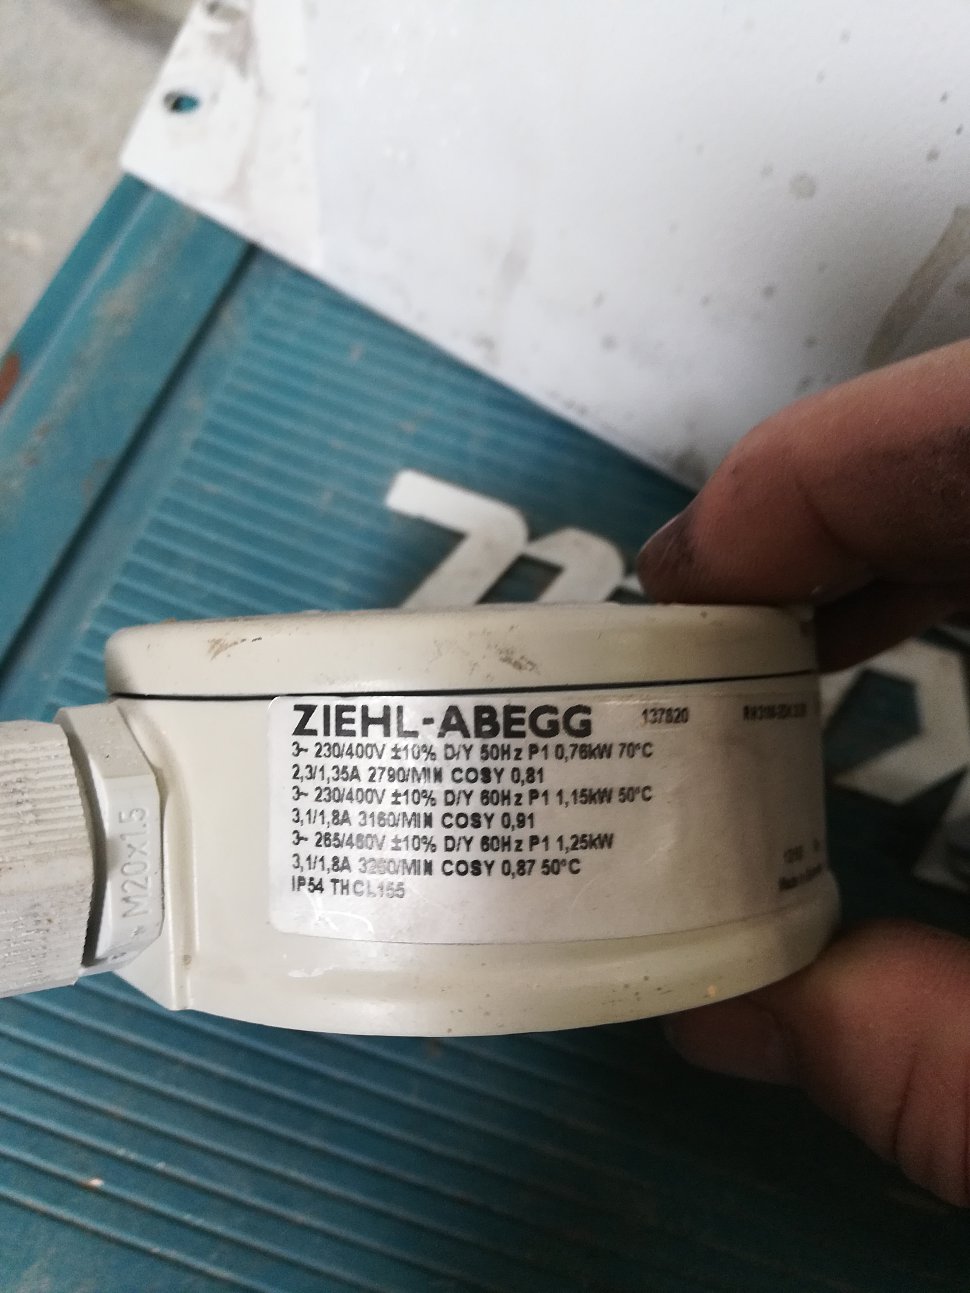 ZIEHL-ABEGG 137820
3~ 230/400V ±10% D/Y 50Hz P1 0,76kW 70°C
2,3/1,35A 2790/MIN COSY 0,81
3~ 230/400V ±10% D/Y 60Hz P1 1,15kW 50°C
3,1/1,8A 3160/MIN COSY 0,91
3~ 265/460V ±10% D/Y 60Hz P1 1,25kW
3,1/1,8A 3260/MIN COSY 0,87 50°C
IP54 THCL155
M20x1.5